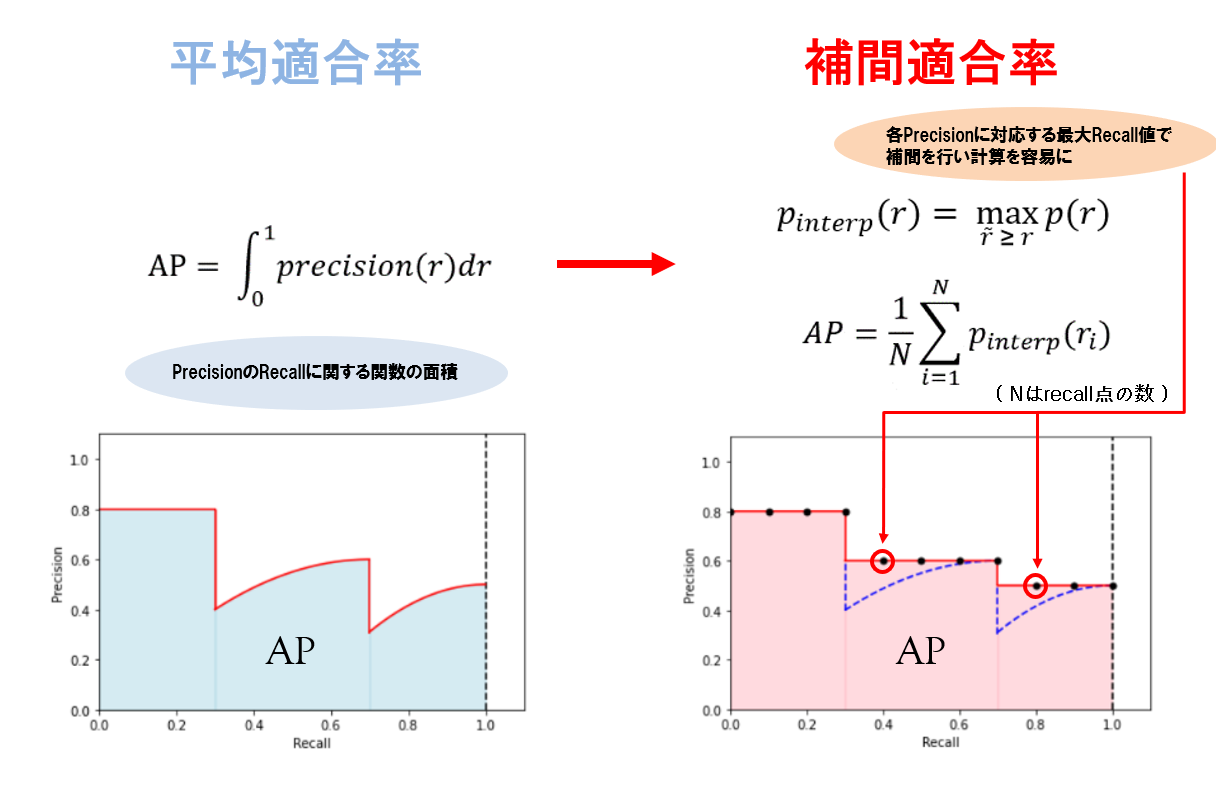 平均適合率
補間適合率
各Precisionに対応する最大Recall値で
補間を行い計算を容易に
AP = ∫₀¹ precision(r)dr
p_interp(r) = max_{r̃ ≥ r} p(r)
AP = 1/N ∑_{i=1}^{N} p_interp(r_i)
PrecisionのRecallに関する関数の面積
( Nはrecall点の数 )
1.0
0.8
0.6
0.4
0.2
0.0
Precision
AP
0.0 0.2 0.4 0.6 0.8 1.0
Recall
1.0
0.8
0.6
0.4
0.2
0.0
Precision
AP
0.0 0.2 0.4 0.6 0.8 1.0
Recall